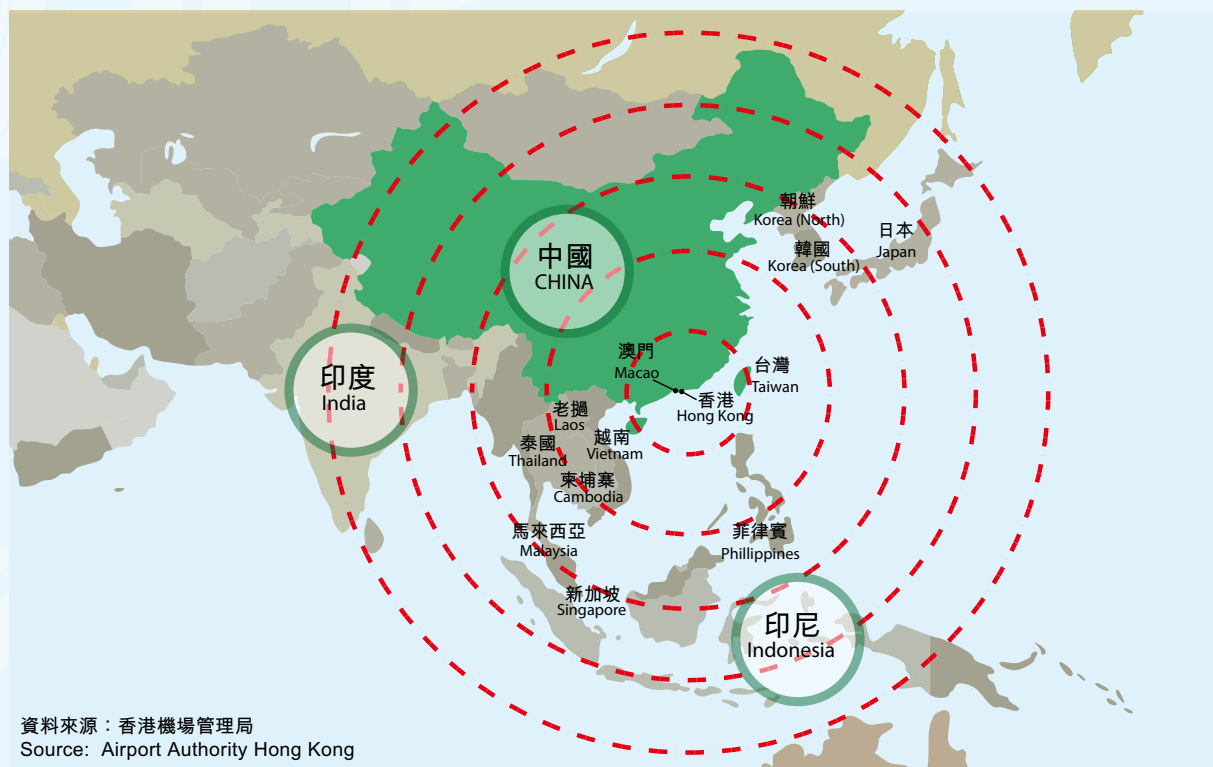 朝鮮
Korea (North)
日本
Japan
韓國
Korea (South)
中國
CHINA
澳門
Macao
台灣
Taiwan
印度
India
香港
Hong Kong
老撾
Laos
越南
Vietnam
泰國
Thailand
柬埔寨
Cambodia
馬來西亞
Malaysia
菲律賓
Phillippines
新加坡
Singapore
印尼
Indonesia
資料來源：香港機場管理局
Source: Airport Authority Hong Kong